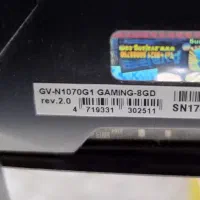 GV-N1070G1 GAMING-8GD
rev.2.0
SN17
4 719331 302511